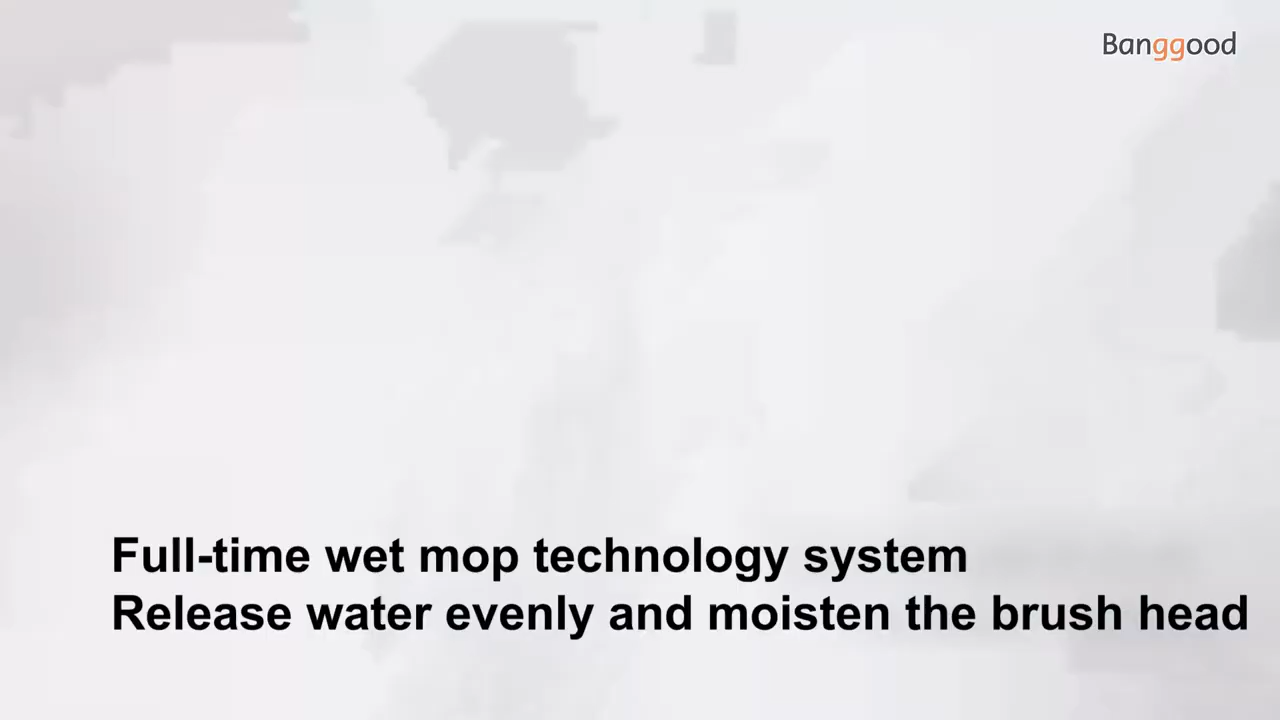 Banggood
Full-time wet mop technology system
Release water evenly and moisten the brush head